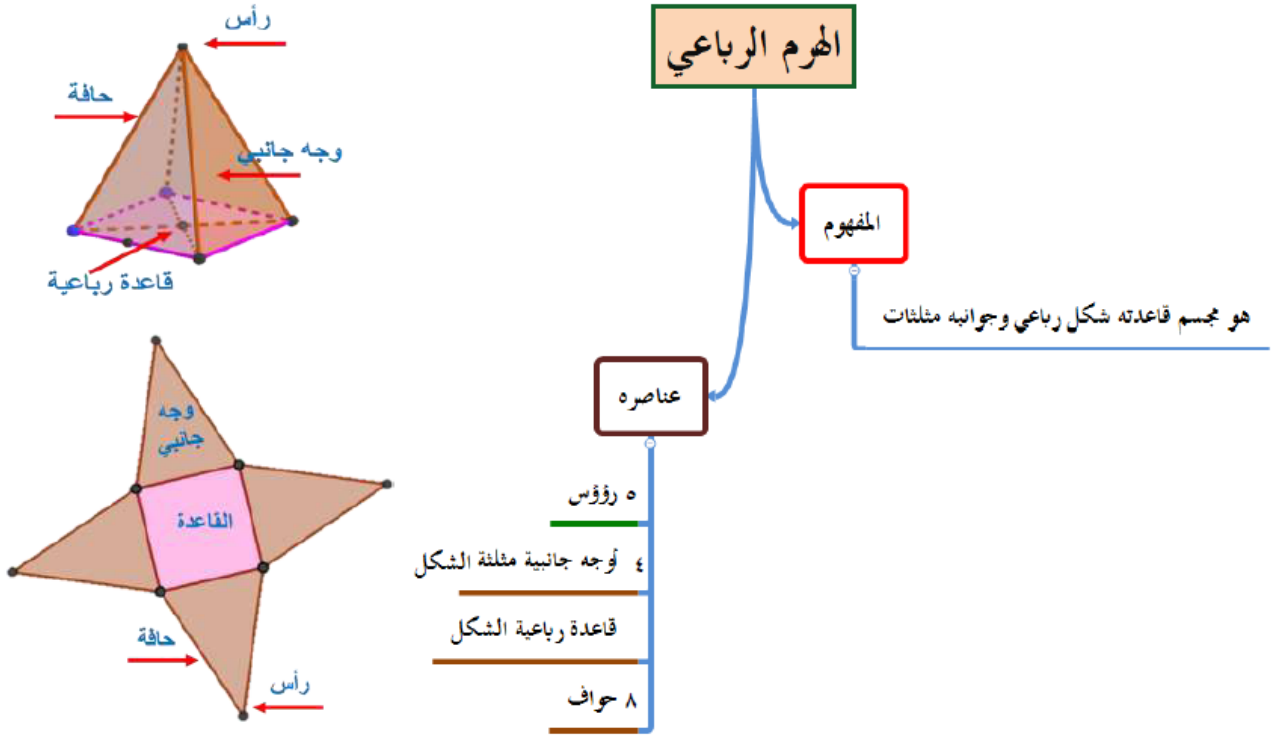 الهرم الرباعي
المفهوم
هو مجسم قاعدته شكل رباعي وجوانبه مثلثات
عناصره
٥ رؤؤس
٤ أوجه جانبية مثلثة الشكل
قاعدة رباعية الشكل
٨ حواف
رأس
حافة
وجه جانبي
قاعدة رباعية
وجه
جانبي
القاعدة
حافة
رأس